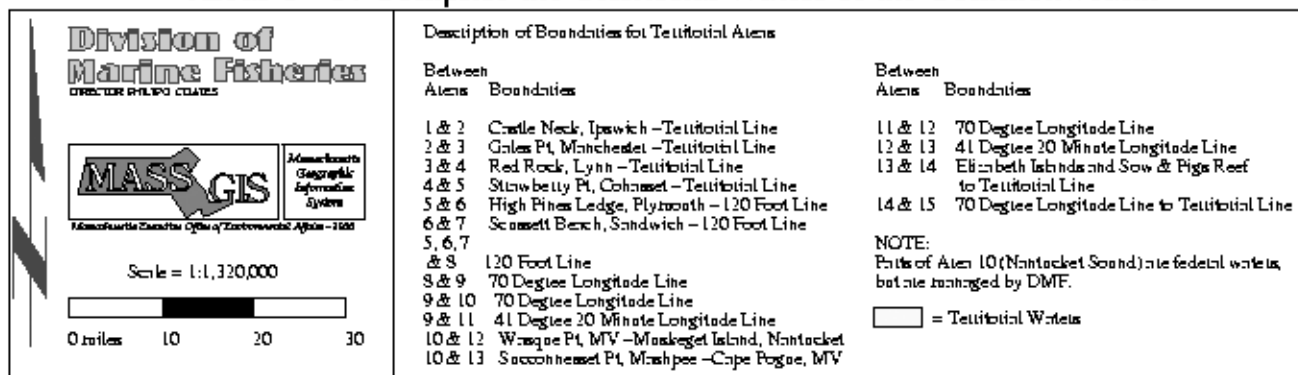 Division of
Marine Fisheries
DIRECTOR PHILIP G COATES
MASS GIS
Massachusetts
Geographic
Information
System
Massachusetts Executive Office of Environmental Affairs -
Scale = 1:1,320,000
0 miles 10 20 30
Description of Boundaries for Territorial Areas
Between
Areas Boundaries
1 & 2 Castle Neck, Ipswich – Territorial Line
2 & 3 Gales Pt, Manchester – Territorial Line
3 & 4 Red Rock, Lynn – Territorial Line
4 & 5 Strawberry Pt, Cohasset – Territorial Line
5 & 6 High Pines Ledge, Plymouth – 120 Foot Line
6 & 7 Scussett Beach, Sandwich – 120 Foot Line
5, 6, 7
& 8 120 Foot Line
8 & 9 70 Degree Longitude Line
9 & 10 70 Degree Longitude Line
9 & 11 41 Degree 20 Minute Longitude Line
10 & 12 Wasque Pt, MV – Muskeget Island, Nantucket
10 & 13 Succonnesset Pt, Mashpee – Cape Pogue, MV
Between
Areas Boundaries
11 & 12 70 Degree Longitude Line
12 & 13 41 Degree 20 Minute Longitude Line
13 & 14 Elizabeth Islands and Sow & Pigs Reef
to Territorial Line
14 & 15 70 Degree Longitude Line to Territorial Line
NOTE:
Parts of Area 10 (Nantucket Sound) are federal waters,
but are managed by DMF.
= Territorial Waters